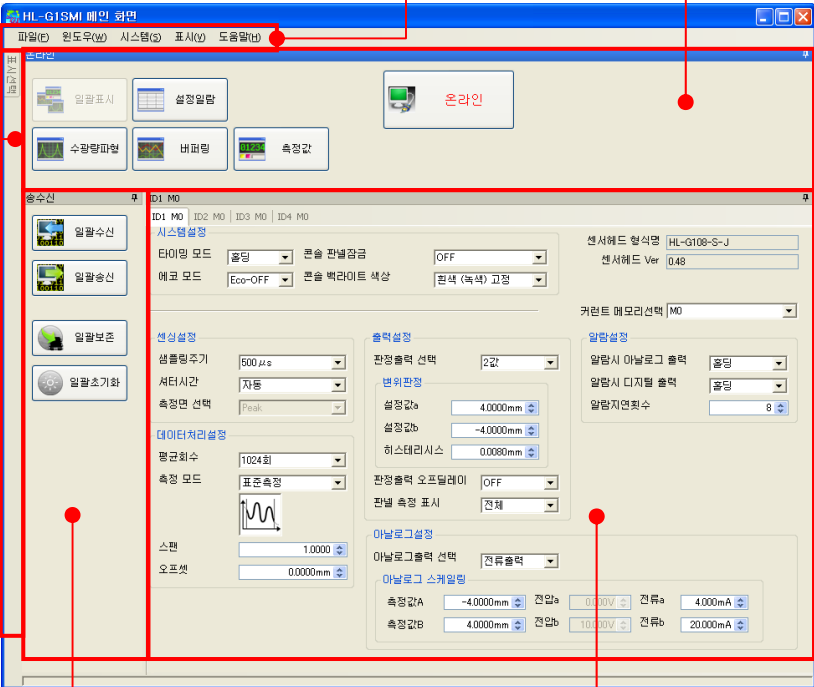 HL-G1SMI 메인 화면
파일(F) 윈도우(W) 시스템(S) 표시(V) 도움말(H)
표시선택
온라인
일괄표시 설정일람 온라인
수광량파형 버퍼링 01234 측정값
송수신
일괄수신
일괄송신
일괄보존
일괄초기화
ID1 M0
ID1 M0 ID2 M0 ID3 M0 ID4 M0
시스템설정
타이밍 모드 홀딩 콘솔 판넬잠금 OFF
에코 모드 Eco-OFF 콘솔 백라이트 색상 흰색 (녹색) 고정
센서헤드 형식명 HL-G108-S-J
센서헤드 Ver 0.48
커런트 메모리선택 M0
센싱설정
샘플링주기 500 μs
셔터시간 자동
측정면 선택 Peak
데이터처리설정
평균회수 1024회
측정 모드 표준측정
스팬 1.0000
오프셋 0.0000mm
출력설정
판정출력 선택 2값
변위판정
설정값a 4.0000mm
설정값b -4.0000mm
히스테리시스 0.0080mm
판정출력 오프딜레이 OFF
판넬 측정 표시 전체
알람설정
알람시 아날로그 출력 홀딩
알람시 디지털 출력 홀딩
알람지연횟수 8
아날로그설정
아날로그출력 선택 전류출력
아날로그 스케일링
측정값A -4.0000mm 전압a 0.000V 전류a 4.000mA
측정값B 4.0000mm 전압b 10.000V 전류b 20.000mA